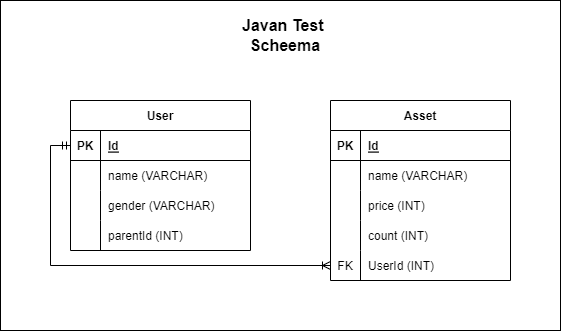 Javan Test
Scheema
User
PK Id
name (VARCHAR)
gender (VARCHAR)
parentId (INT)
Asset
PK Id
name (VARCHAR)
price (INT)
count (INT)
FK UserId (INT)